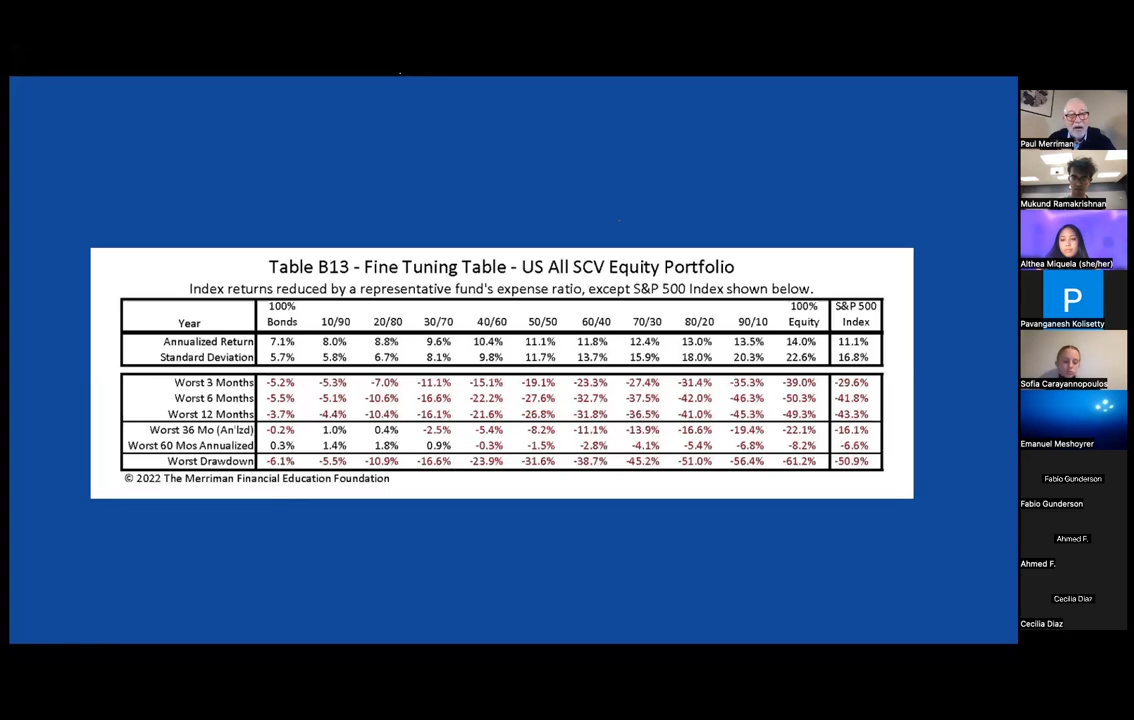 Table B13 - Fine Tuning Table - US All SCV Equity Portfolio
Index returns reduced by a representative fund's expense ratio, except S&P 500 Index shown below.
Year 100% Bonds 10/90 20/80 30/70 40/60 50/50 60/40 70/30 80/20 90/10 100% Equity S&P 500 Index
Annualized Return 7.1% 8.0% 8.8% 9.6% 10.4% 11.1% 11.8% 12.4% 13.0% 13.5% 14.0% 11.1%
Standard Deviation 5.7% 5.8% 6.7% 8.1% 9.8% 11.7% 13.7% 15.9% 18.0% 20.3% 22.6% 16.8%
Worst 3 Months -5.2% -5.3% -7.0% -11.1% -15.1% -19.1% -23.3% -27.4% -31.4% -35.3% -39.0% -29.6%
Worst 6 Months -5.5% -5.1% -10.6% -16.6% -22.2% -27.6% -32.7% -37.5% -42.0% -46.3% -50.3% -41.8%
Worst 12 Months -3.7% -4.4% -10.4% -16.1% -21.6% -26.8% -31.8% -36.5% -41.0% -45.3% -49.3% -43.3%
Worst 36 Mo (An'lzd) -0.2% 1.0% 0.4% -2.5% -5.4% -8.2% -11.1% -13.9% -16.6% -19.4% -22.1% -16.1%
Worst 60 Mos Annualized 0.3% 1.4% 1.8% 0.9% -0.3% -1.5% -2.8% -4.1% -5.4% -6.8% -8.2% -6.6%
Worst Drawdown -6.1% -5.5% -10.9% -16.6% -23.9% -31.6% -38.7% -45.2% -51.0% -56.4% -61.2% -50.9%
© 2022 The Merriman Financial Education Foundation
Paul Merriman
Mukund Ramakrishnan
Althea Miquela (she/her)
P
Pavanganesh Kolisetty
Sofia Carayannopoulos
Emanuel Meshoyrer
Fabio Gunderson
Fabio Gunderson
Ahmed F.
Ahmed F.
Cecilia Diaz
Cecilia Diaz